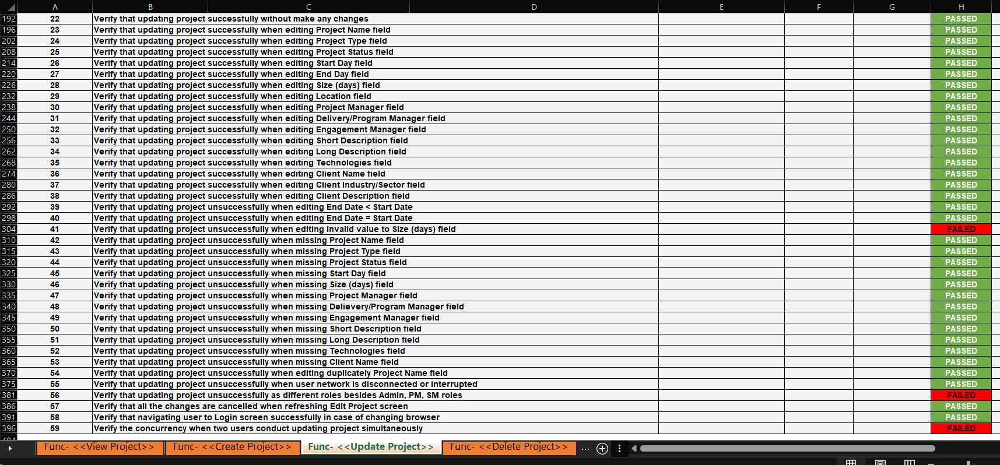 A B C D E F G H
192 22 Verify that updating project successfully without make any changes PASSED
196 23 Verify that updating project successfully when editing Project Name field PASSED
202 24 Verify that updating project successfully when editing Project Type field PASSED
208 25 Verify that updating project successfully when editing Project Status field PASSED
214 26 Verify that updating project successfully when editing Start Day field PASSED
220 27 Verify that updating project successfully when editing End Day field PASSED
226 28 Verify that updating project successfully when editing Size (days) field PASSED
232 29 Verify that updating project successfully when editing Location field PASSED
238 30 Verify that updating project successfully when editing Project Manager field PASSED
244 31 Verify that updating project successfully when editing Delivery/Program Manager field PASSED
250 32 Verify that updating project successfully when editing Engagement Manager field PASSED
256 33 Verify that updating project successfully when editing Short Description field PASSED
262 34 Verify that updating project successfully when editing Long Description field PASSED
268 35 Verify that updating project successfully when editing Technologies field PASSED
274 36 Verify that updating project successfully when editing Client Name field PASSED
280 37 Verify that updating project successfully when editing Client Industry/Sector field PASSED
286 38 Verify that updating project successfully when editing Client Description field PASSED
292 39 Verify that updating project unsuccessfully when editing End Date < Start Date PASSED
298 40 Verify that updating project unsuccessfully when editing End Date = Start Date PASSED
304 41 Verify that updating project unsuccessfully when editing invalid value to Size (days) field FAILED
310 42 Verify that updating project unsuccessfully when missing Project Name field PASSED
315 43 Verify that updating project unsuccessfully when missing Project Type field PASSED
320 44 Verify that updating project unsuccessfully when missing Project Status field PASSED
325 45 Verify that updating project unsuccessfully when missing Start Day field PASSED
330 46 Verify that updating project unsuccessfully when missing Size (days) field PASSED
335 47 Verify that updating project unsuccessfully when missing Project Manager field PASSED
340 48 Verify that updating project unsuccessfully when missing Delievery/Program Manager field PASSED
345 49 Verify that updating project unsuccessfully when missing Engagement Manager field PASSED
350 50 Verify that updating project unsuccessfully when missing Short Description field PASSED
355 51 Verify that updating project unsuccessfully when missing Long Description field PASSED
360 52 Verify that updating project unsuccessfully when missing Technologies field PASSED
365 53 Verify that updating project unsuccessfully when missing Client Name field PASSED
370 54 Verify that updating project unsuccessfully when editing duplicately Project Name field PASSED
375 55 Verify that updating project unsuccessfully when user network is disconnected or interrupted PASSED
381 56 Verify that updating project unsuccessfully as different roles besides Admin, PM, SM roles FAILED
386 57 Verify that all the changes are cancelled when refreshing Edit Project screen PASSED
391 58 Verify that navigating user to Login screen successfully in case of changing browser PASSED
396 59 Verify the concurrency when two users conduct updating project simultaneously FAILED
Func- <<View Project>> Func- <<Create Project>> Func- <<Update Project>> Func- <<Delete Project>> ...